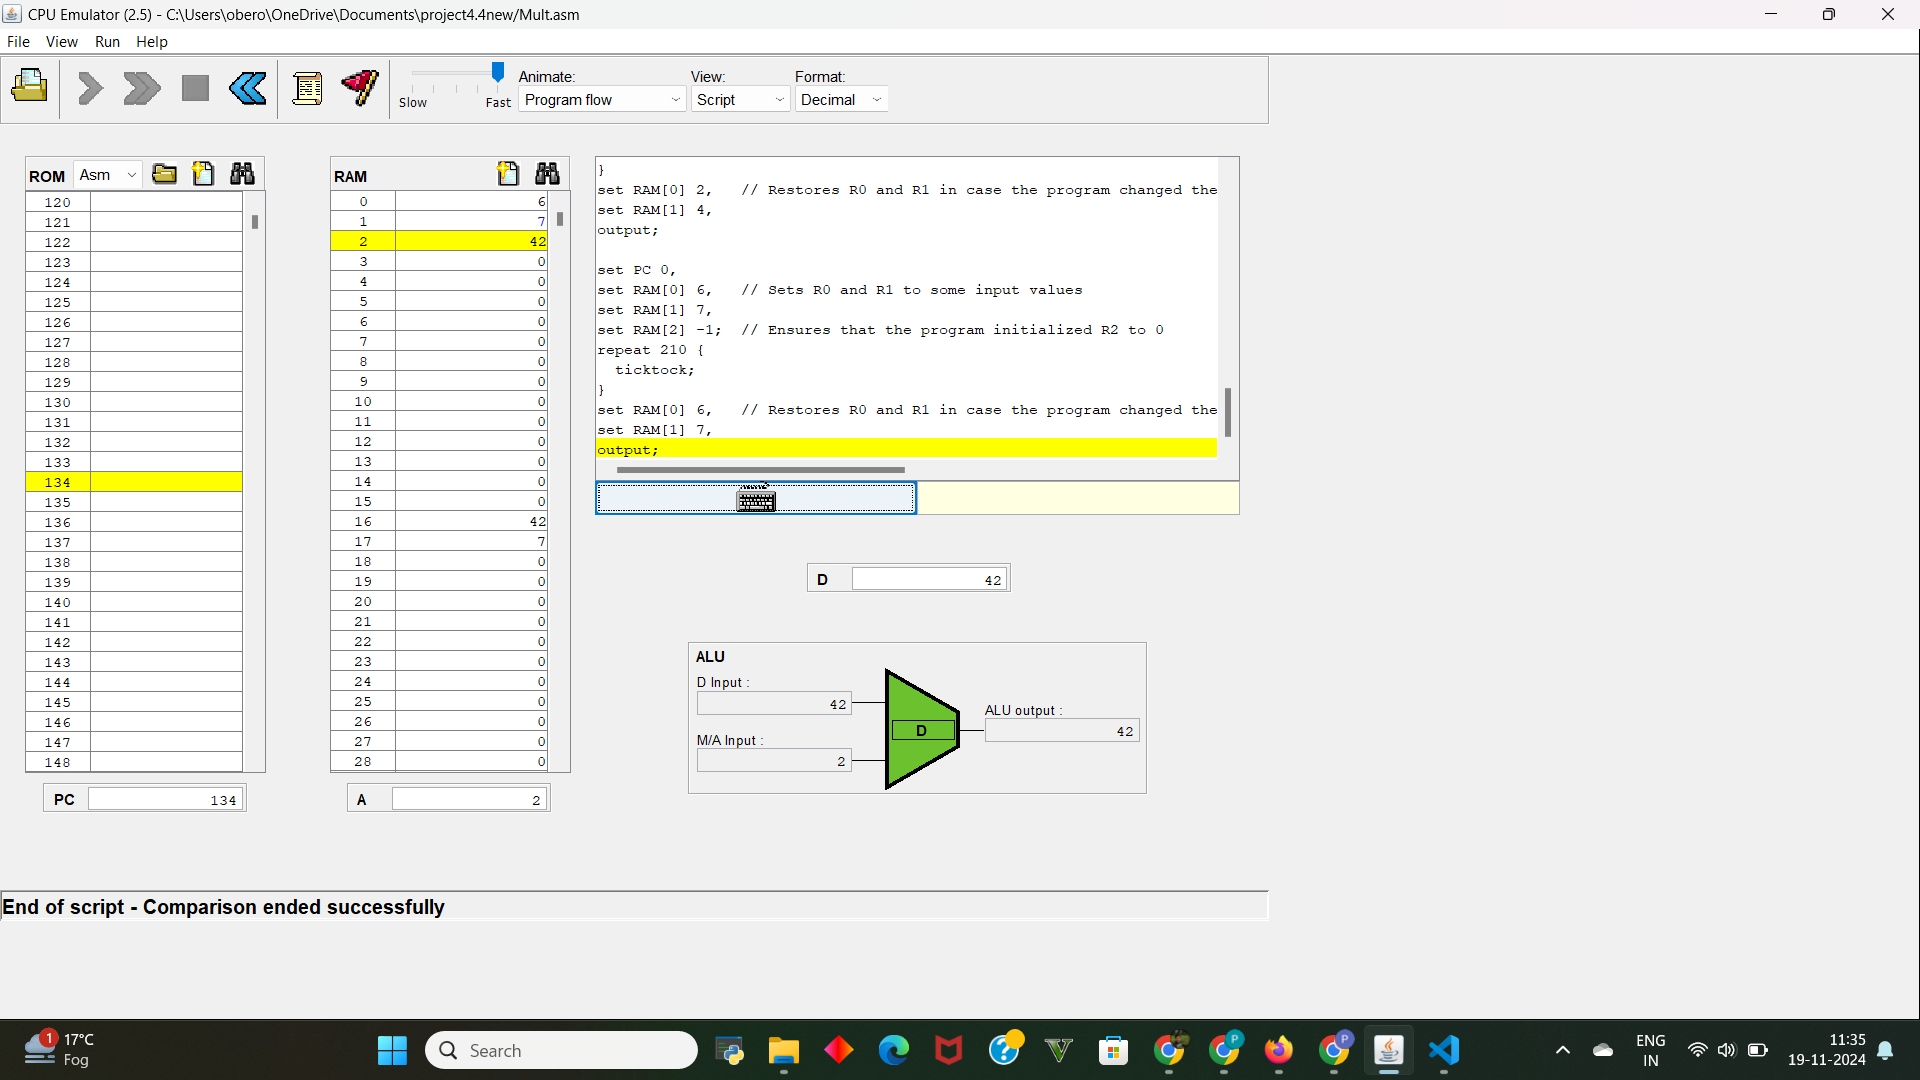 CPU Emulator (2.5) - C:\Users\obero\OneDrive\Documents\project4.4new/Mult.asm
File View Run Help
Slow Fast
Animate:
Program flow
View:
Script
Format:
Decimal
ROM Asm
120
121
122
123
124
125
126
127
128
129
130
131
132
133
134
135
136
137
138
139
140
141
142
143
144
145
146
147
148
PC 134
RAM
0 6
1 7
2 42
3 0
4 0
5 0
6 0
7 0
8 0
9 0
10 0
11 0
12 0
13 0
14 0
15 0
16 42
17 7
18 0
19 0
20 0
21 0
22 0
23 0
24 0
25 0
26 0
27 0
28 0
A 2
}
set RAM[0] 2, // Restores R0 and R1 in case the program changed the
set RAM[1] 4,
output;
set PC 0,
set RAM[0] 6, // Sets R0 and R1 to some input values
set RAM[1] 7,
set RAM[2] -1; // Ensures that the program initialized R2 to 0
repeat 210 {
ticktock;
}
set RAM[0] 6, // Restores R0 and R1 in case the program changed the
set RAM[1] 7,
output;
D 42
ALU
D Input :
42
M/A Input :
2
D
ALU output :
42
End of script - Comparison ended successfully
1
17°C
Fog
Search
P
P
ENG
IN
11:35
19-11-2024